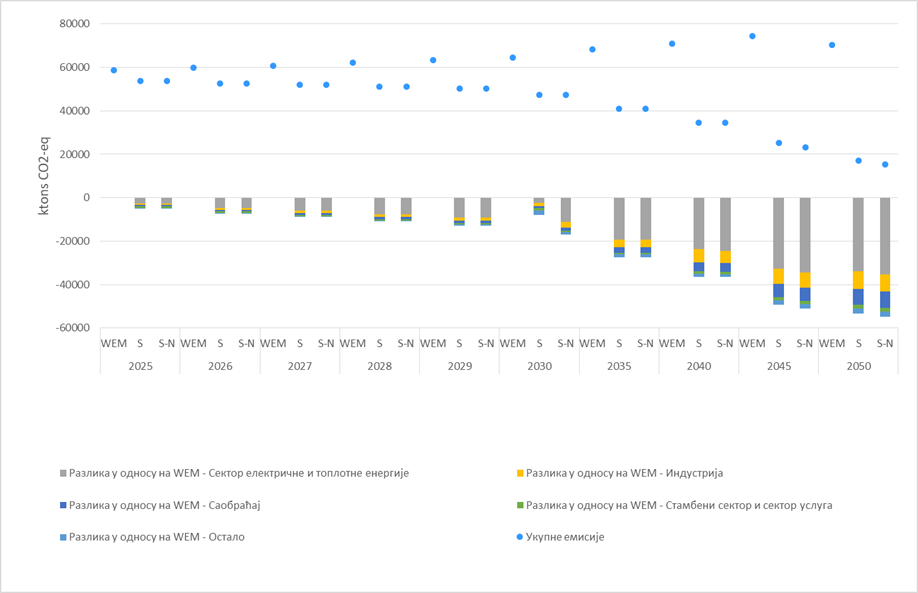 80000
60000
40000
20000
0
-20000
-40000
-60000
ktons CO2-eq
WEM S S-N WEM S S-N WEM S S-N WEM S S-N WEM S S-N WEM S S-N WEM S S-N WEM S S-N WEM S S-N WEM S S-N
2025 2026 2027 2028 2029 2030 2035 2040 2045 2050
Разлика у односу на WEM - Сектор електричне и топлотне енергије
Разлика у односу на WEM - Индустрија
Разлика у односу на WEM - Саобраћај
Разлика у односу на WEM - Стамбени сектор и сектор услуга
Разлика у односу на WEM - Остало
Укупне емисије